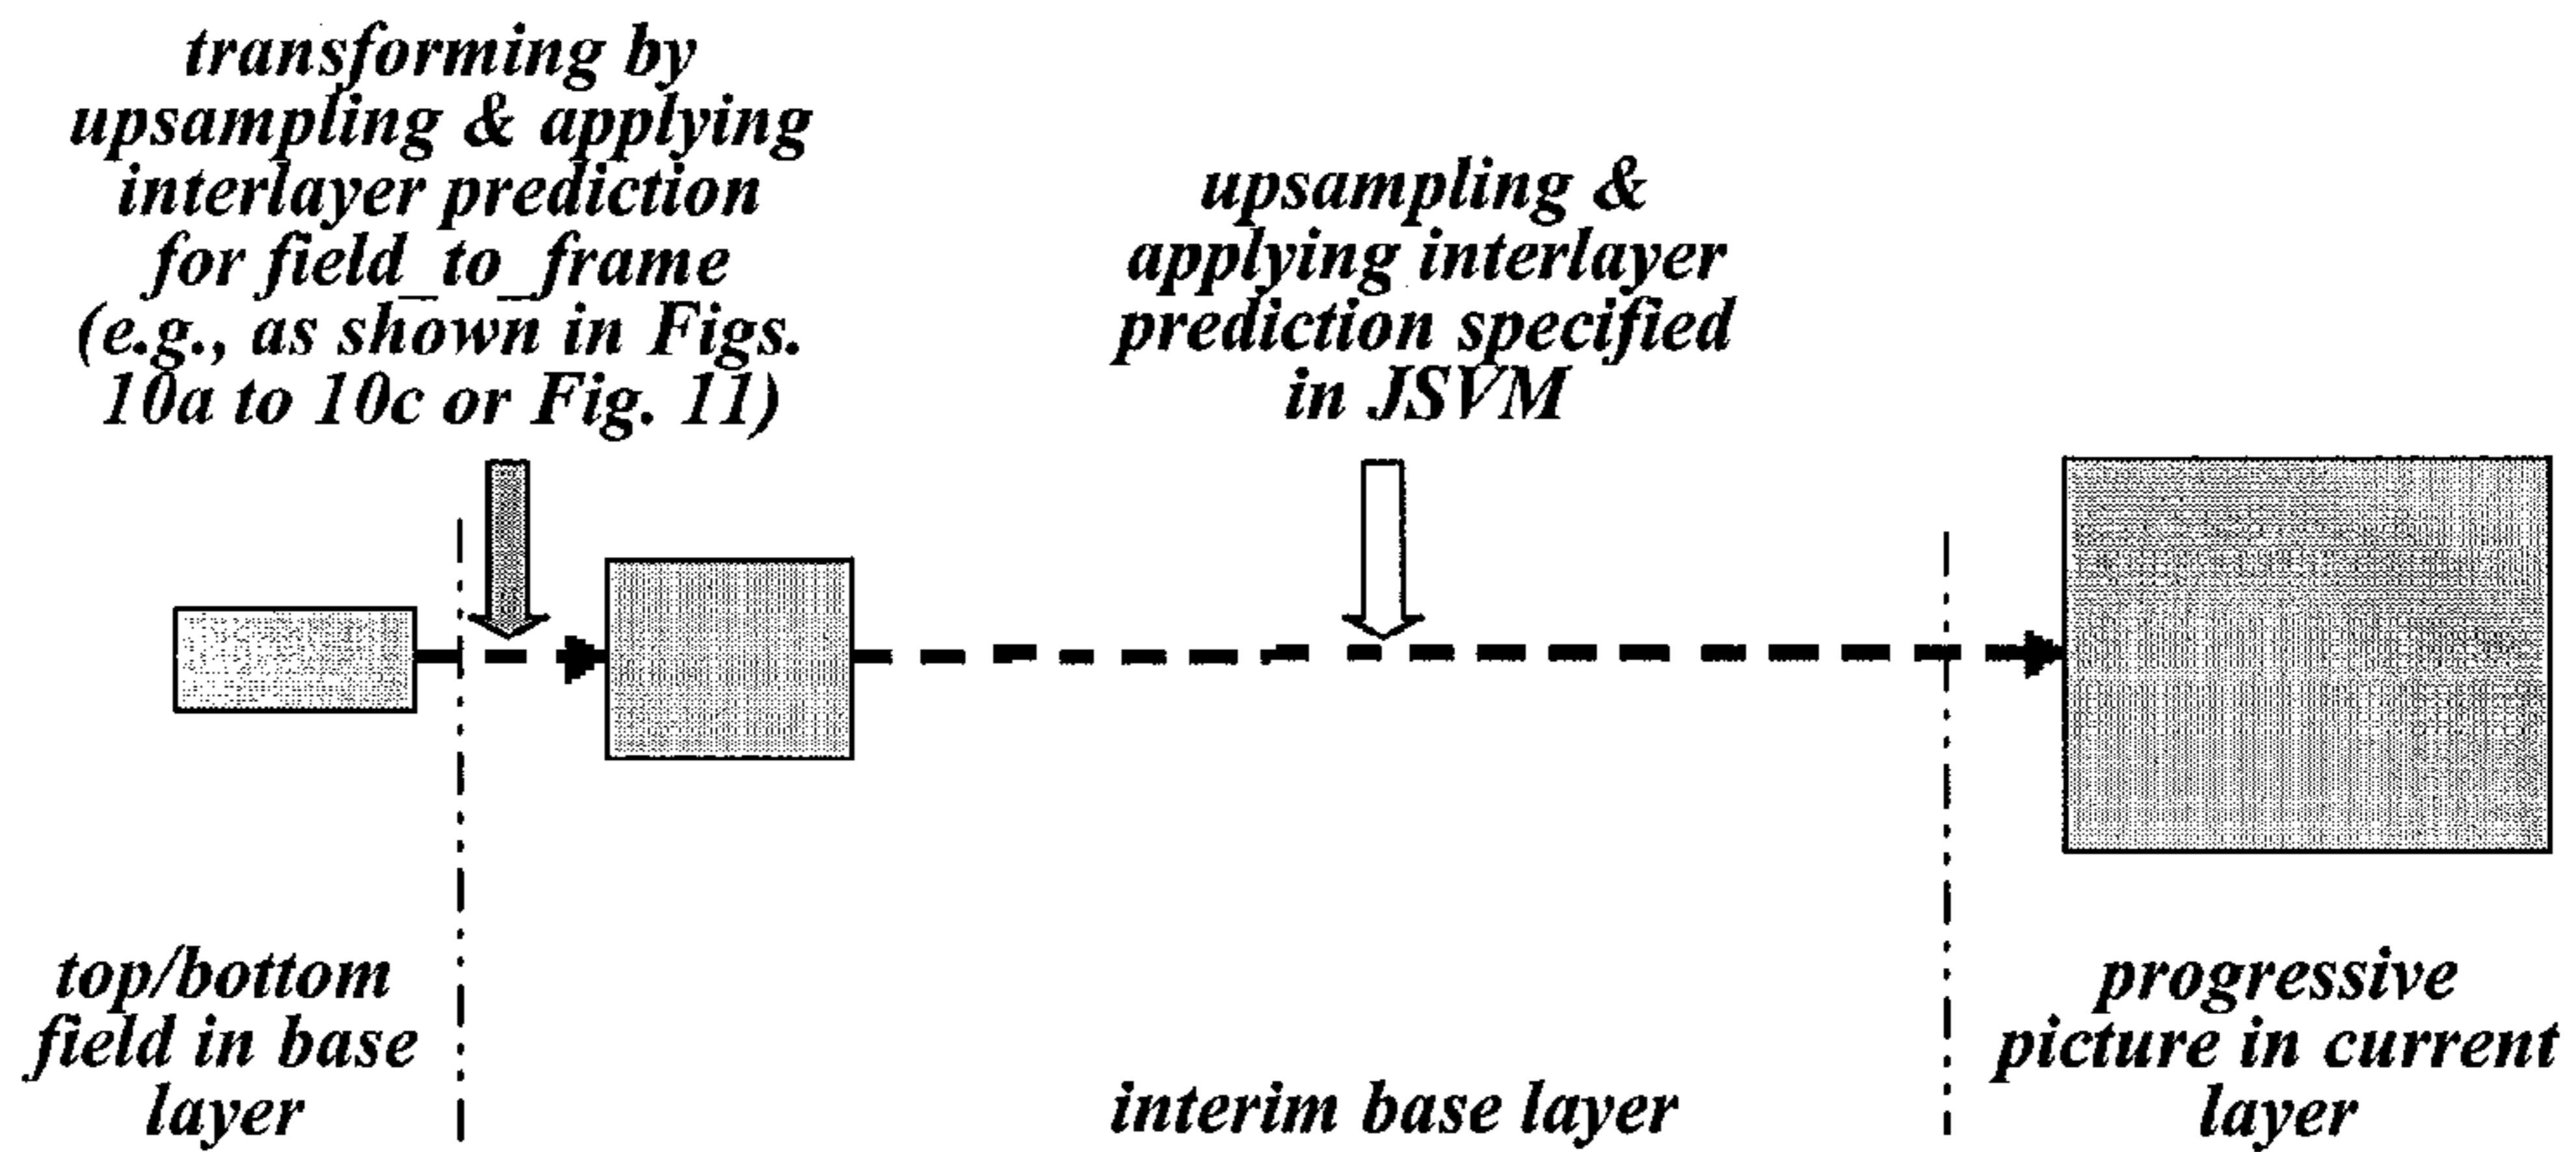 transforming by
upsampling & applying
interlayer prediction
for field_to_frame
(e.g., as shown in Figs.
10a to 10c or Fig. 11)
upsampling &
applying interlayer
prediction specified
in JSVM
top/bottom
field in base
layer
interim base layer
progressive
picture in current
layer